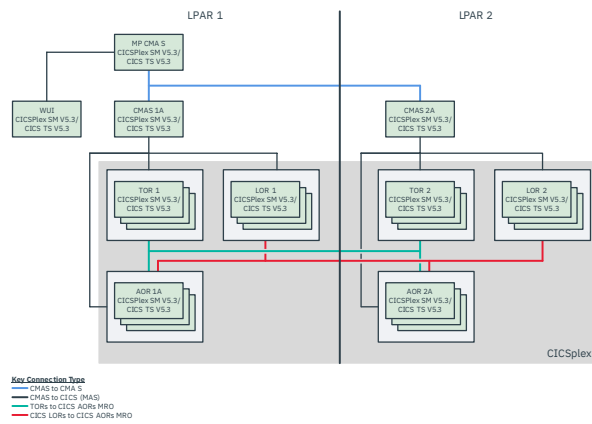 LPAR 1
LPAR 2
MP CMA S
CICSPlex SM V5.3/
CICS TS V5.3
WUI
CICSPlex SM V5.3/
CICS TS V5.3
CMAS 1A
CICSPlex SM V5.3/
CICS TS V5.3
CMAS 2A
CICSPlex SM V5.3/
CICS TS V5.3
TOR 1
CICSPlex SM V5.3/
CICS TS V5.3
LOR 1
CICSPlex SM V5.3/
CICS TS V5.3
TOR 2
CICSPlex SM V5.3/
CICS TS V5.3
LOR 2
CICSPlex SM V5.3/
CICS TS V5.3
AOR 1A
CICSPlex SM V5.3/
CICS TS V5.3
AOR 2A
CICSPlex SM V5.3/
CICS TS V5.3
CICSplex
Key Connection Type
CMAS to CMA S
CMAS to CICS (MAS)
TORs to CICS AORs MRO
CICS LORs to CICS AORs MRO